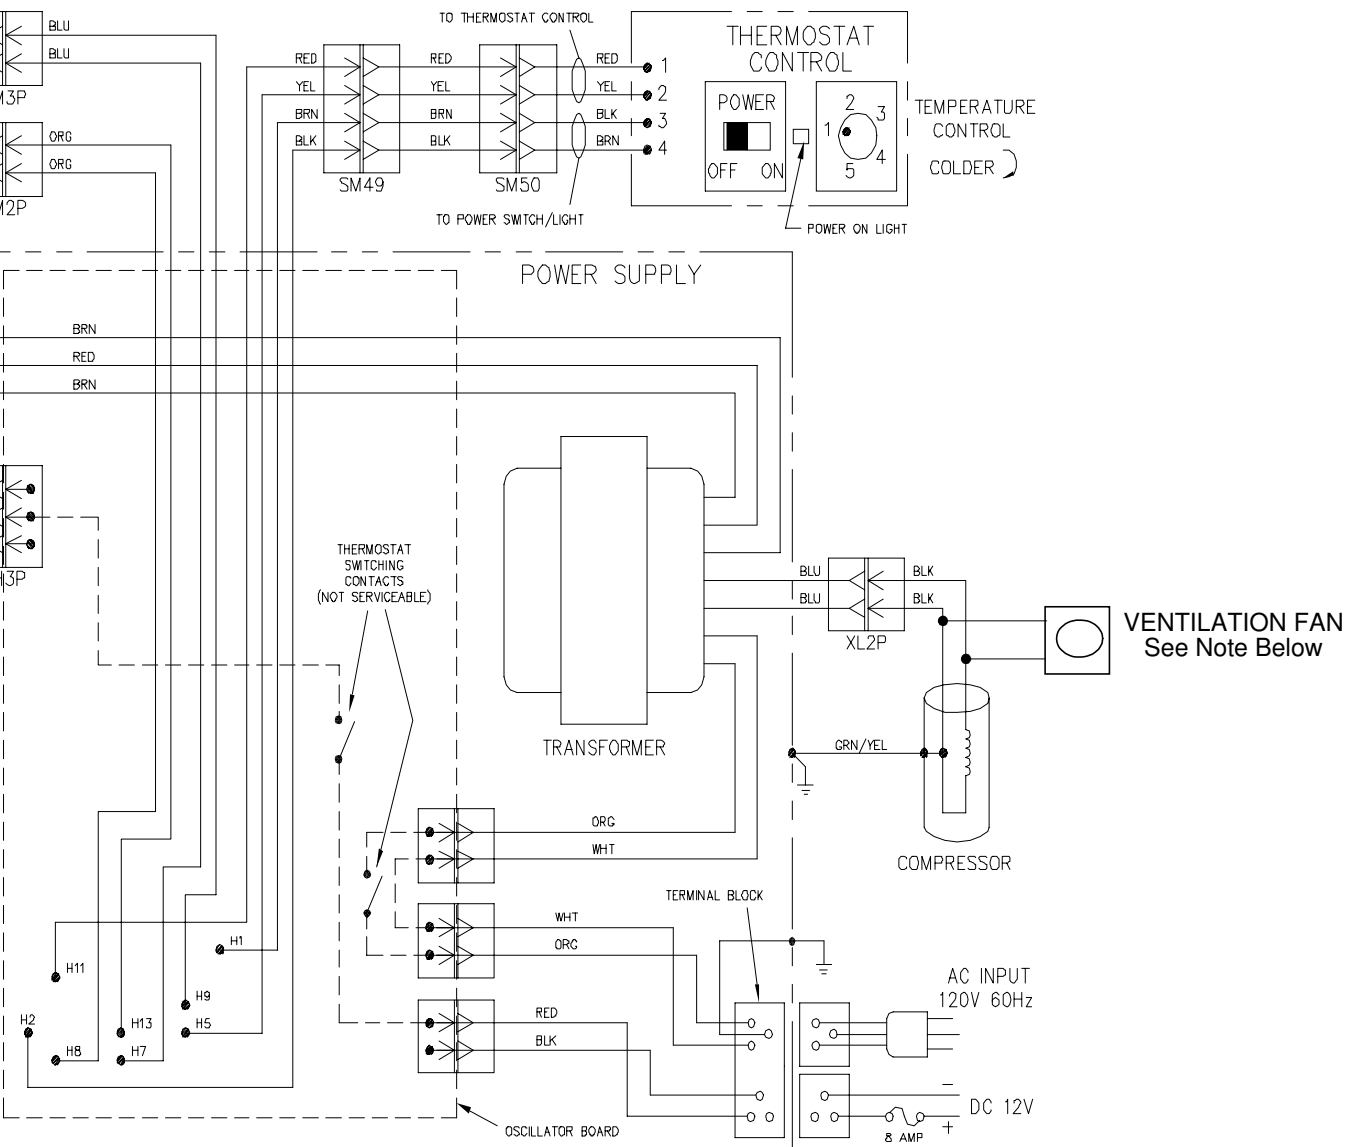 BLU
BLU
M3P
ORG
ORG
M2P
TO THERMOSTAT CONTROL
RED RED RED 1
YEL YEL YEL 2
BRN BRN BLK 3
BLK BLK BRN 4
SM49 SM50
TO POWER SWITCH/LIGHT
THERMOSTAT
CONTROL
POWER
OFF ON
1 2 3 4 5
TEMPERATURE
CONTROL
COLDER
POWER ON LIGHT
POWER SUPPLY
BRN
RED
BRN
THERMOSTAT
SWITCHING
CONTACTS
(NOT SERVICEABLE)
BLU BLK
BLU BLK
XL2P
VENTILATION FAN
See Note Below
TRANSFORMER
GRN/YEL
COMPRESSOR
ORG
WHT
TERMINAL BLOCK
WHT
ORG
H1
H11
H9
H2 H13 H5
H8 H7
RED
BLK
AC INPUT
120V 60Hz
−
DC 12V
+
8 AMP
OSCILLATOR BOARD